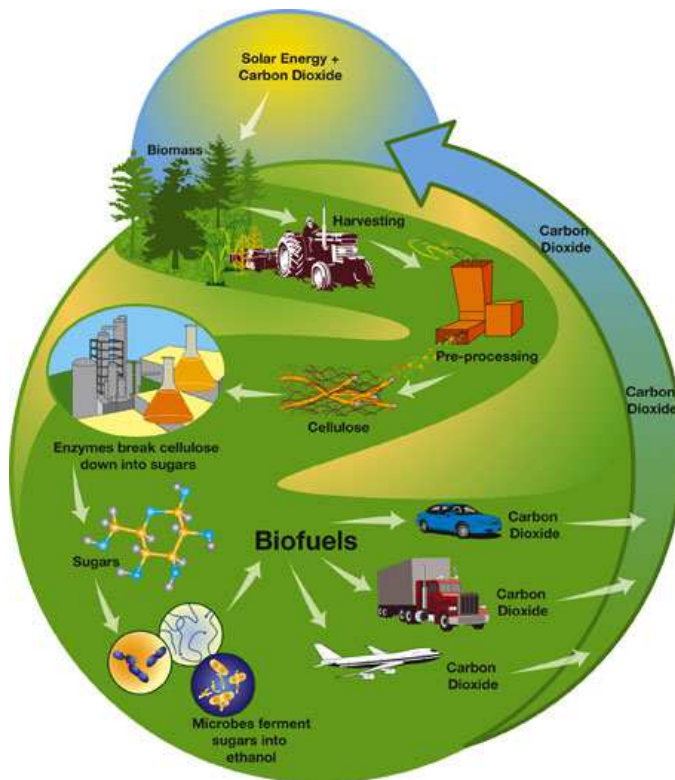 Solar Energy +
Carbon Dioxide
Biomass
Harvesting
Carbon
Dioxide
Pre-processing
Carbon
Dioxide
Cellulose
Enzymes break cellulose
down into sugars
Sugars
Biofuels
Carbon
Dioxide
Carbon
Dioxide
Carbon
Dioxide
Microbes ferment
sugars into
ethanol